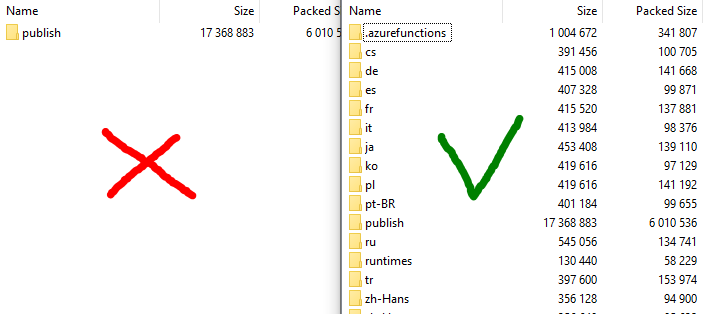 Name Size Packed Si
publish 17 368 883 6 010 5
Name Size Packed Size
.azurefunctions 1 004 672 341 807
cs 391 456 100 705
de 415 008 141 668
es 407 328 99 871
fr 415 520 137 881
it 413 984 98 376
ja 453 408 139 110
ko 419 616 97 129
pl 419 616 141 192
pt-BR 401 184 99 655
publish 17 368 883 6 010 536
ru 545 056 134 741
runtimes 130 440 58 229
tr 397 600 153 974
zh-Hans 356 128 94 900